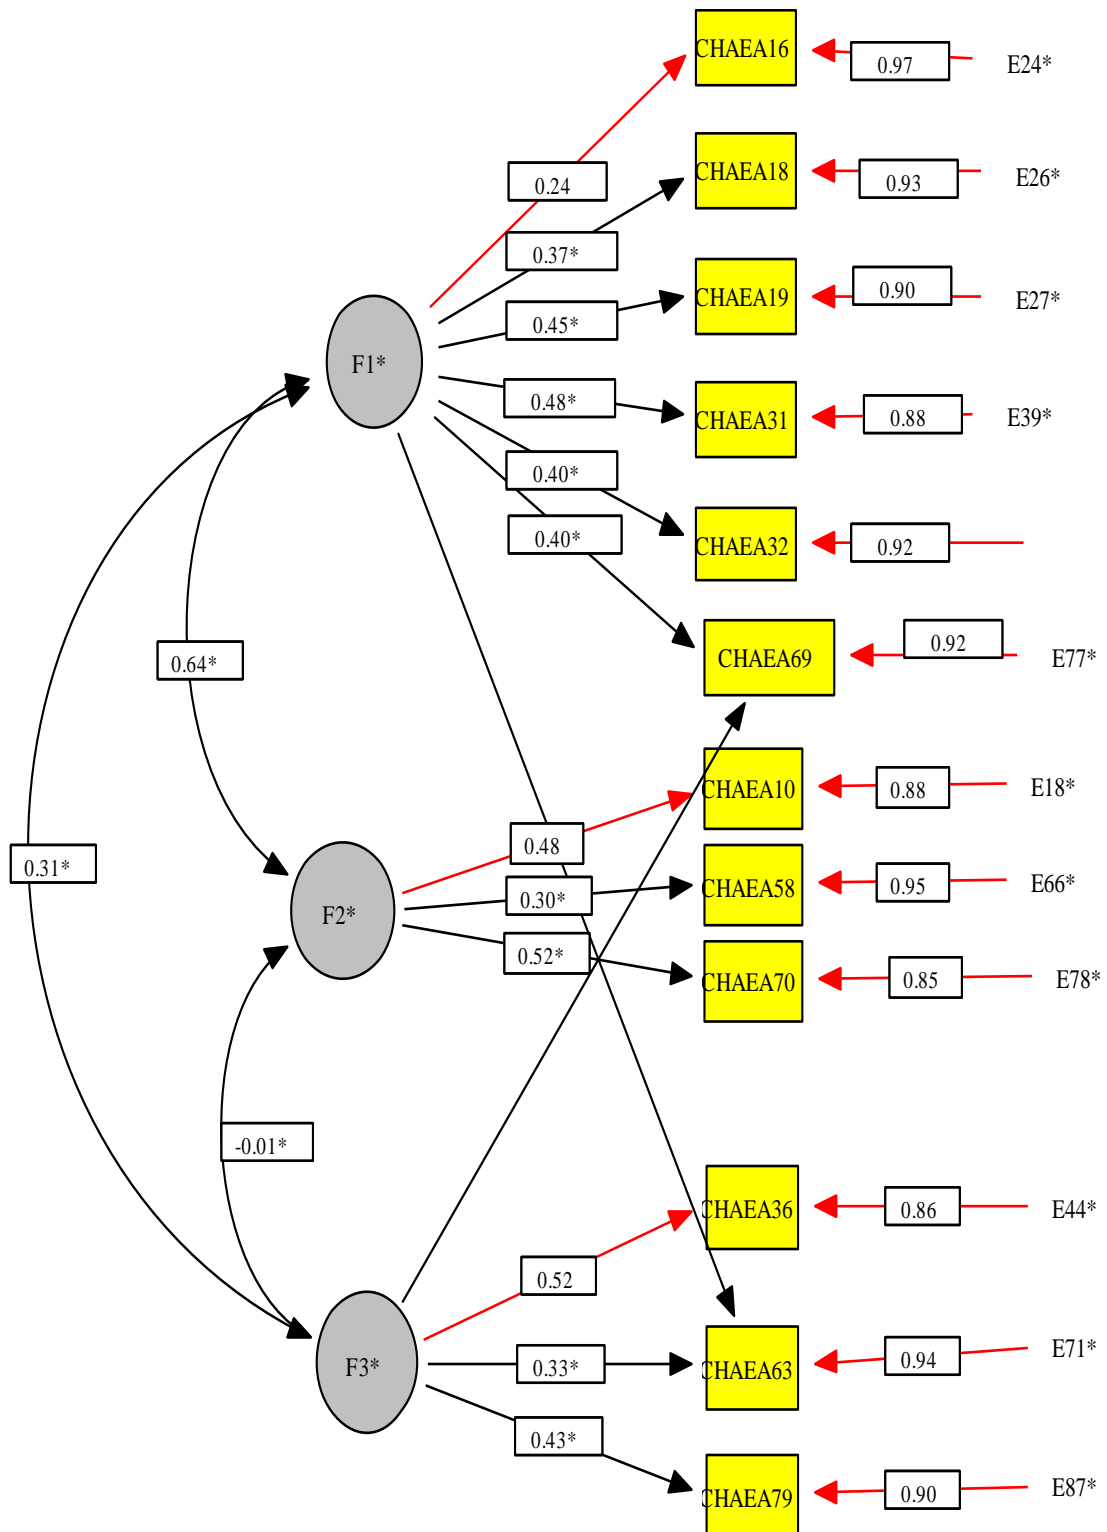 CHAEA16
0.97
E24*
0.24
CHAEA18
0.93
E26*
0.37*
CHAEA19
0.90
E27*
0.45*
F1*
0.48*
CHAEA31
0.88
E39*
0.40*
0.40*
CHAEA32
0.92
CHAEA69
0.92
E77*
0.64*
CHAEA10
0.88
E18*
0.48
0.31*
F2*
0.30*
CHAEA58
0.95
E66*
0.52*
CHAEA70
0.85
E78*
-0.01*
CHAEA36
0.86
E44*
0.52
F3*
0.33*
CHAEA63
0.94
E71*
0.43*
CHAEA79
0.90
E87*